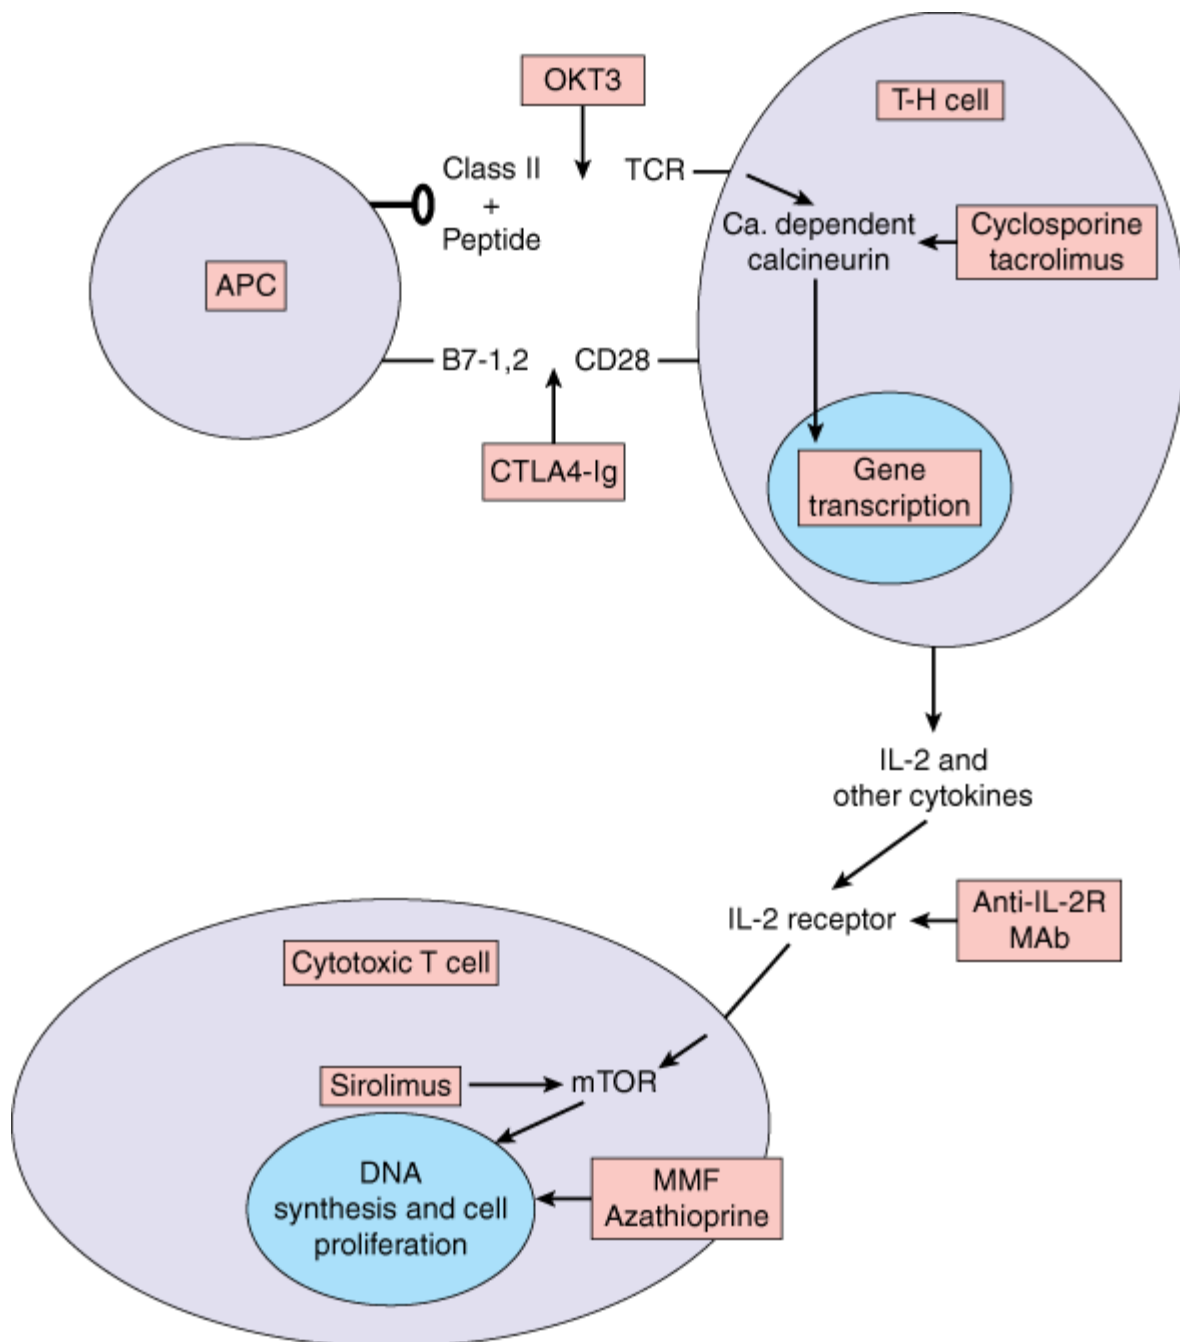 OKT3
T-H cell
Class II
+
Peptide
TCR
Ca. dependent
calcineurin
Cyclosporine
tacrolimus
APC
B7-1,2
CD28
CTLA4-Ig
Gene
transcription
IL-2 and
other cytokines
IL-2 receptor
Anti-IL-2R
MAb
Cytotoxic T cell
Sirolimus
mTOR
DNA
synthesis and cell
proliferation
MMF
Azathioprine